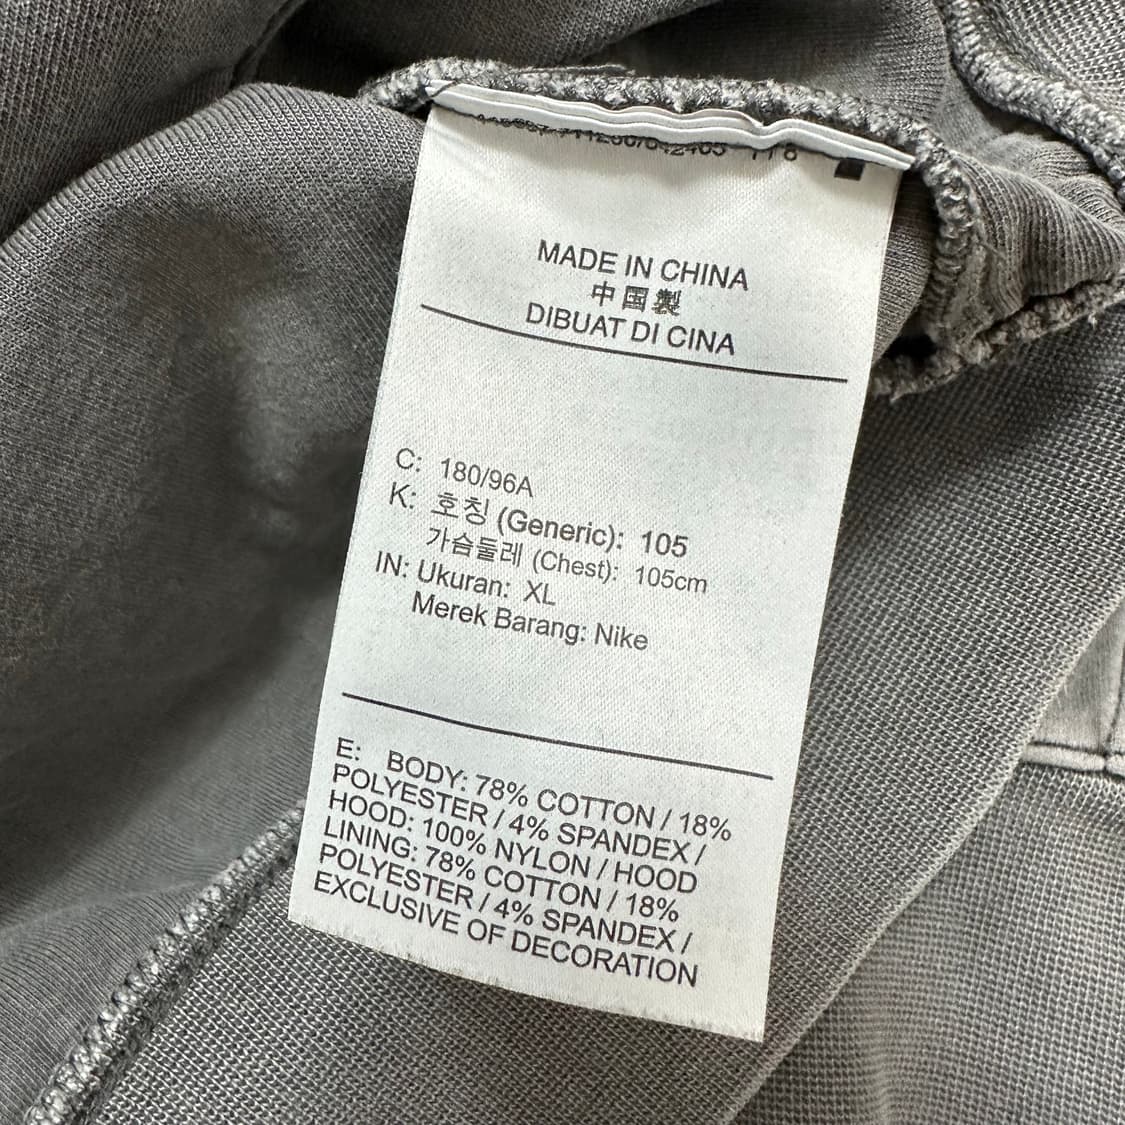 MADE IN CHINA
中国製
DIBUAT DI CINA
C: 180/96A
K: 호칭 (Generic): 105
가슴둘레 (Chest): 105cm
IN: Ukuran: XL
Merek Barang: Nike
E: BODY: 78% COTTON / 18%
POLYESTER / 4% SPANDEX /
HOOD: 100% NYLON / HOOD
LINING: 78% COTTON / 18%
POLYESTER / 4% SPANDEX /
EXCLUSIVE OF DECORATION